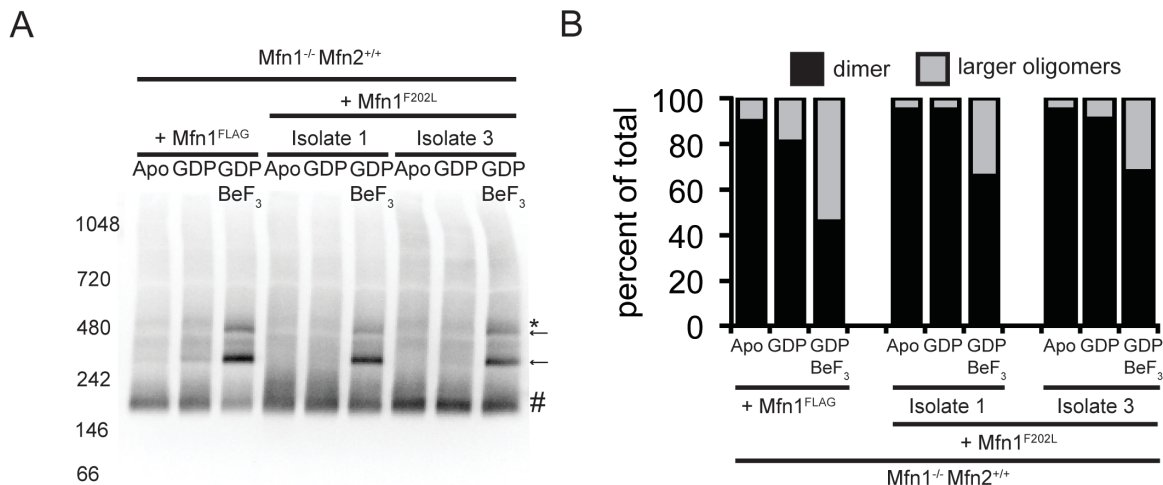 A
Mfn1-/- Mfn2+/+
+ Mfn1F202L
+ Mfn1FLAG Isolate 1 Isolate 3
Apo GDP GDP BeF3 Apo GDP GDP BeF3 Apo GDP GDP BeF3
1048
720
480
242
146
66
*
←
←
#
B
dimer larger oligomers
percent of total
100
80
60
40
20
0
Apo GDP GDP BeF3 Apo GDP GDP BeF3 Apo GDP GDP BeF3
+ Mfn1FLAG Isolate 1 Isolate 3
+ Mfn1F202L
Mfn1-/- Mfn2+/+